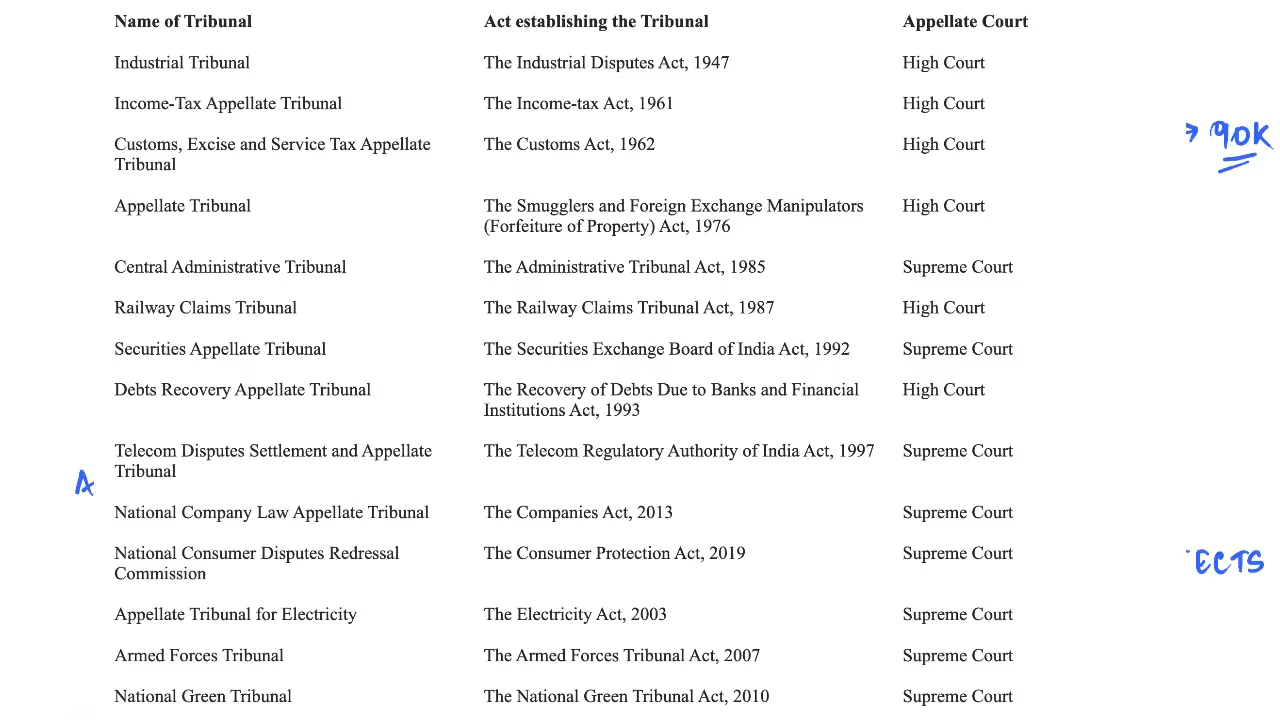 Name of Tribunal Act establishing the Tribunal Appellate Court
Industrial Tribunal The Industrial Disputes Act, 1947 High Court
Income-Tax Appellate Tribunal The Income-tax Act, 1961 High Court
→ 90K
Customs, Excise and Service Tax Appellate The Customs Act, 1962 High Court
Tribunal
Appellate Tribunal The Smugglers and Foreign Exchange Manipulators High Court
(Forfeiture of Property) Act, 1976
Central Administrative Tribunal The Administrative Tribunal Act, 1985 Supreme Court
Railway Claims Tribunal The Railway Claims Tribunal Act, 1987 High Court
Securities Appellate Tribunal The Securities Exchange Board of India Act, 1992 Supreme Court
Debts Recovery Appellate Tribunal The Recovery of Debts Due to Banks and Financial High Court
Institutions Act, 1993
Telecom Disputes Settlement and Appellate The Telecom Regulatory Authority of India Act, 1997 Supreme Court
Tribunal
A
National Company Law Appellate Tribunal The Companies Act, 2013 Supreme Court
National Consumer Disputes Redressal The Consumer Protection Act, 2019 Supreme Court
ECTS
Commission
Appellate Tribunal for Electricity The Electricity Act, 2003 Supreme Court
Armed Forces Tribunal The Armed Forces Tribunal Act, 2007 Supreme Court
National Green Tribunal The National Green Tribunal Act, 2010 Supreme Court